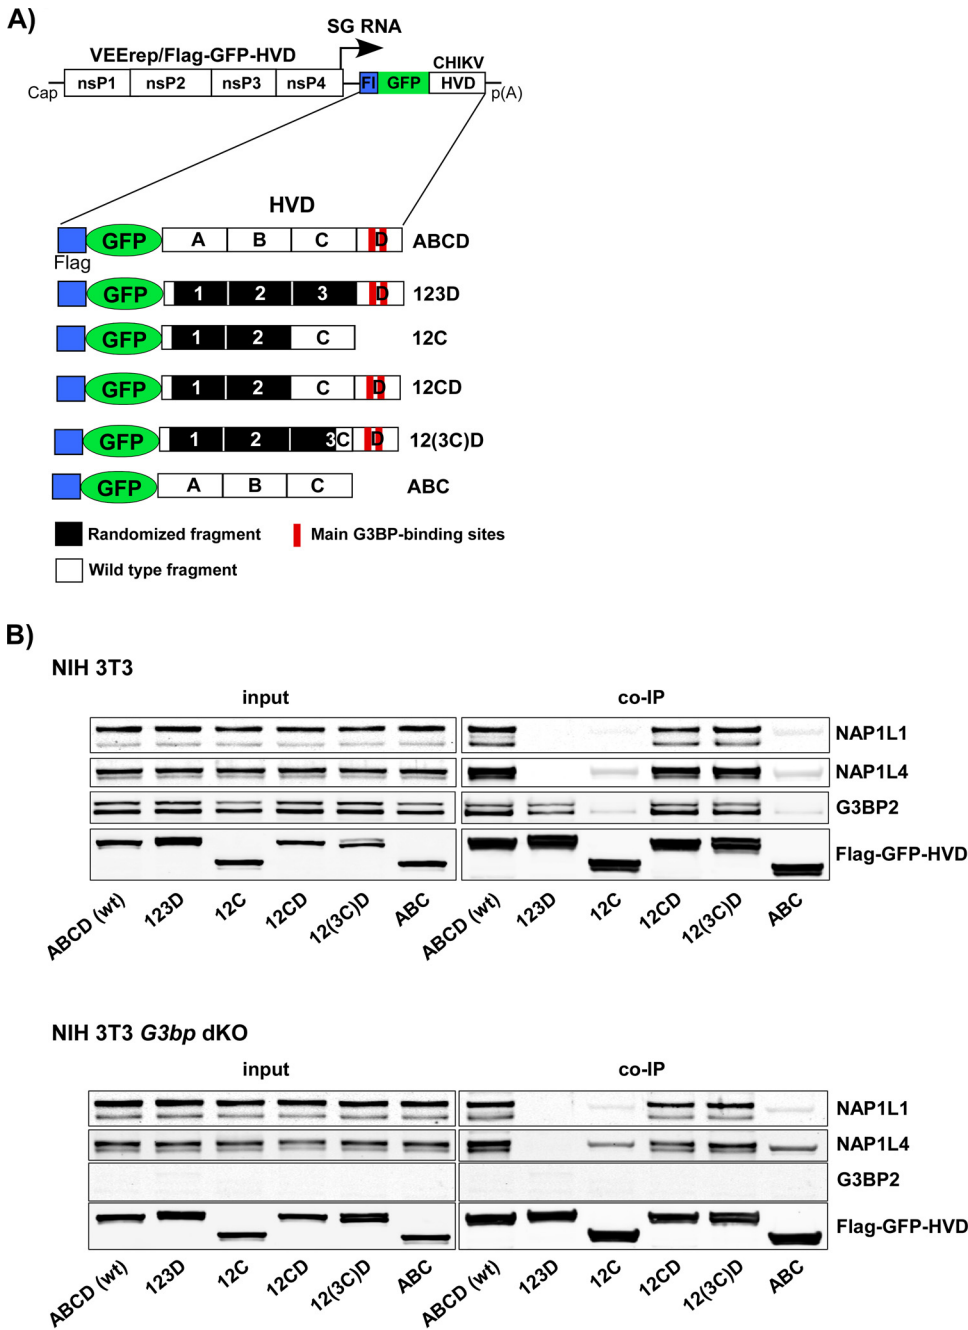 A)
SG RNA
VEErep/Flag-GFP-HVD
CHIKV
Cap nsP1 nsP2 nsP3 nsP4 Fl GFP HVD p(A)
HVD
GFP A B C D ABCD
Flag
GFP 1 2 3 D 123D
GFP 1 2 C 12C
GFP 1 2 C D 12CD
GFP 1 2 3C D 12(3C)D
GFP A B C ABC
Randomized fragment Main G3BP-binding sites
Wild type fragment
B)
NIH 3T3
input co-IP
NAP1L1
NAP1L4
G3BP2
Flag-GFP-HVD
ABCD (wt) 123D 12C 12CD 12(3C)D ABC ABCD (wt) 123D 12C 12CD 12(3C)D ABC
NIH 3T3 G3bp dKO
input co-IP
NAP1L1
NAP1L4
G3BP2
Flag-GFP-HVD
ABCD (wt) 123D 12C 12CD 12(3C)D ABC ABCD (wt) 123D 12C 12CD 12(3C)D ABC